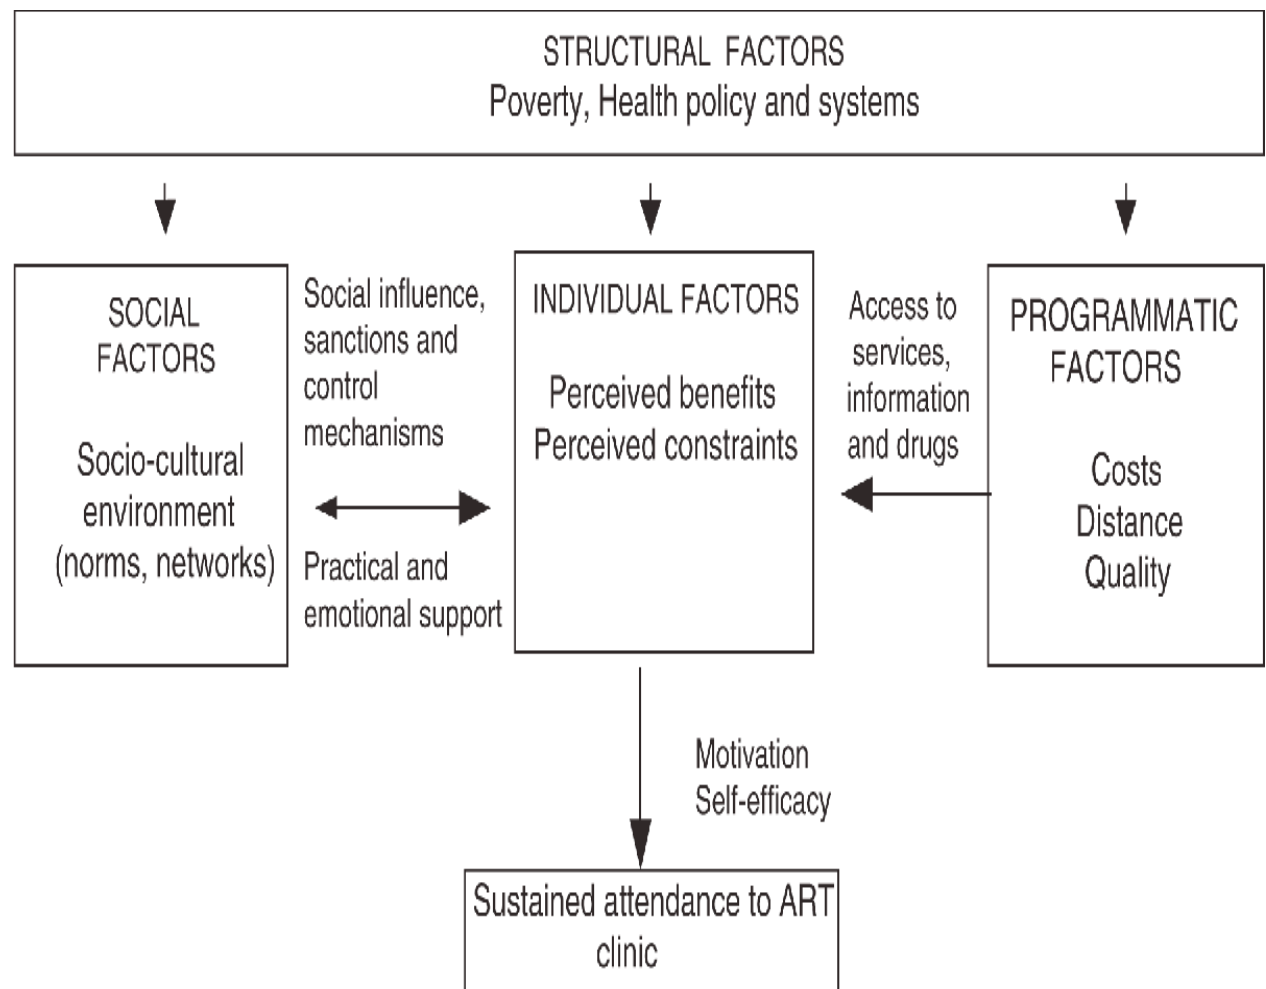 STRUCTURAL FACTORS
Poverty, Health policy and systems
SOCIAL
FACTORS
Socio-cultural
environment
(norms, networks)
Social influence,
sanctions and
control
mechanisms
Practical and
emotional support
INDIVIDUAL FACTORS
Perceived benefits
Perceived constraints
Access to
services,
information
and drugs
PROGRAMMATIC
FACTORS
Costs
Distance
Quality
Motivation
Self-efficacy
Sustained attendance to ART
clinic